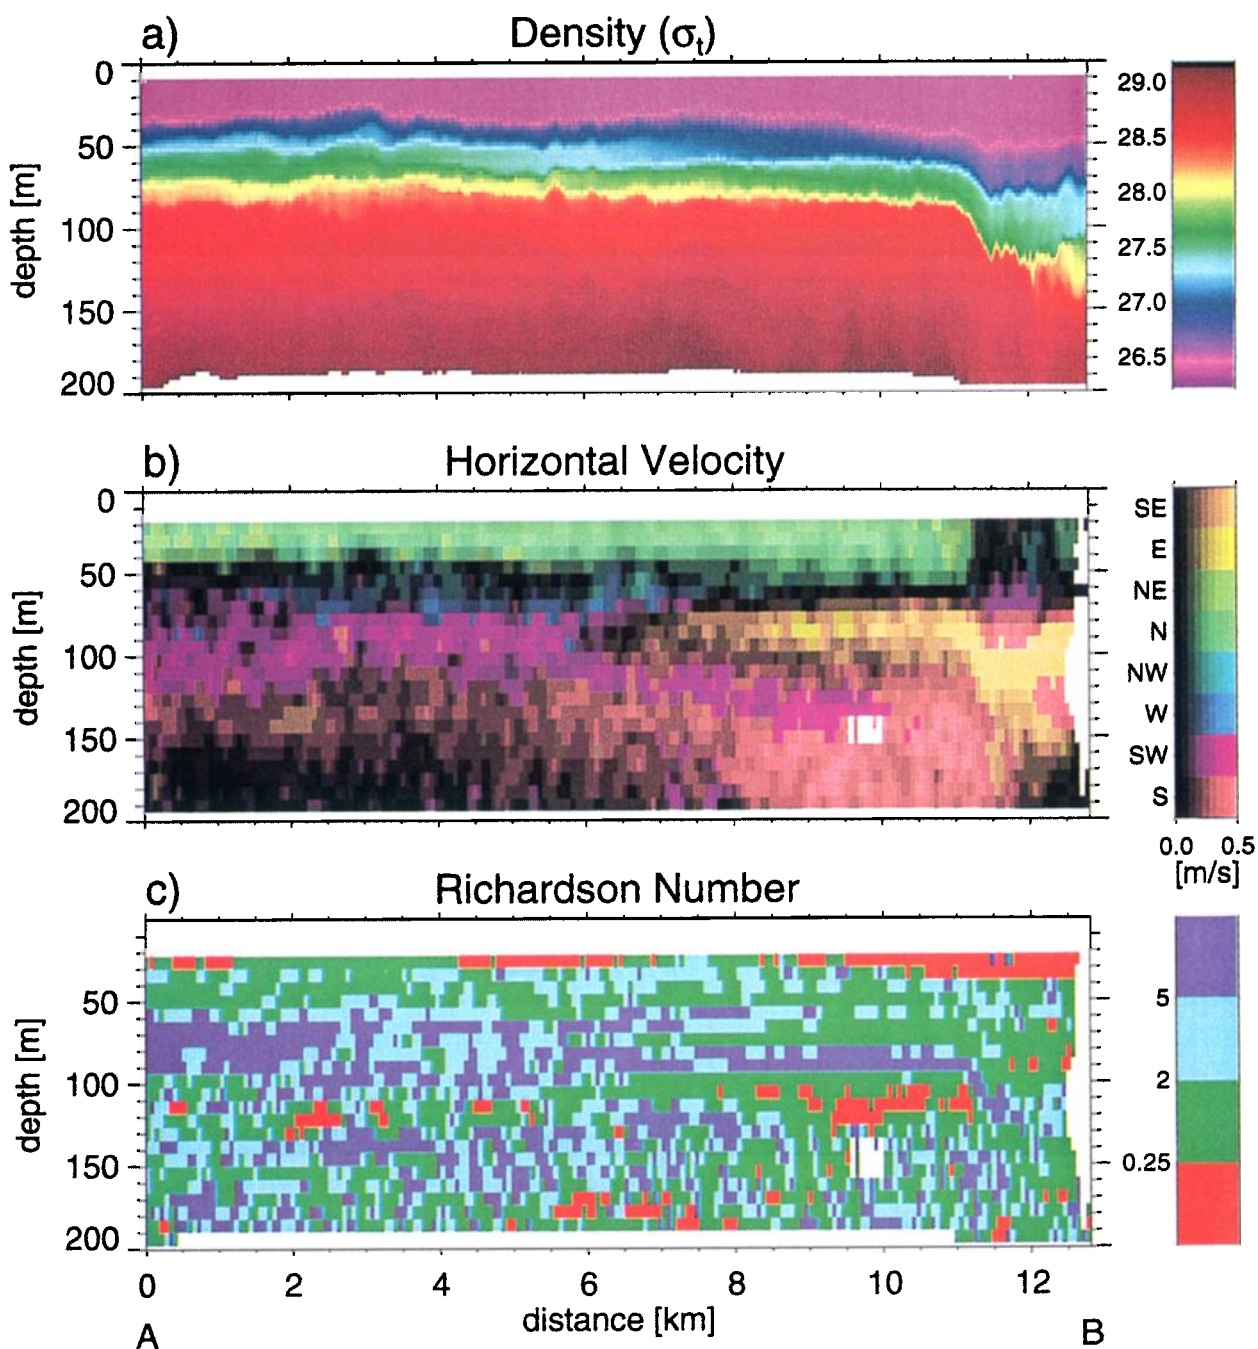 a) Density (σt)
0
50
100
150
200
depth [m]
29.0
28.5
28.0
27.5
27.0
26.5
b) Horizontal Velocity
0
50
100
150
200
depth [m]
SE
E
NE
N
NW
W
SW
S
0.0 0.5
[m/s]
c) Richardson Number
50
100
150
200
depth [m]
5
2
0.25
0 2 4 6 8 10 12
distance [km]
A B